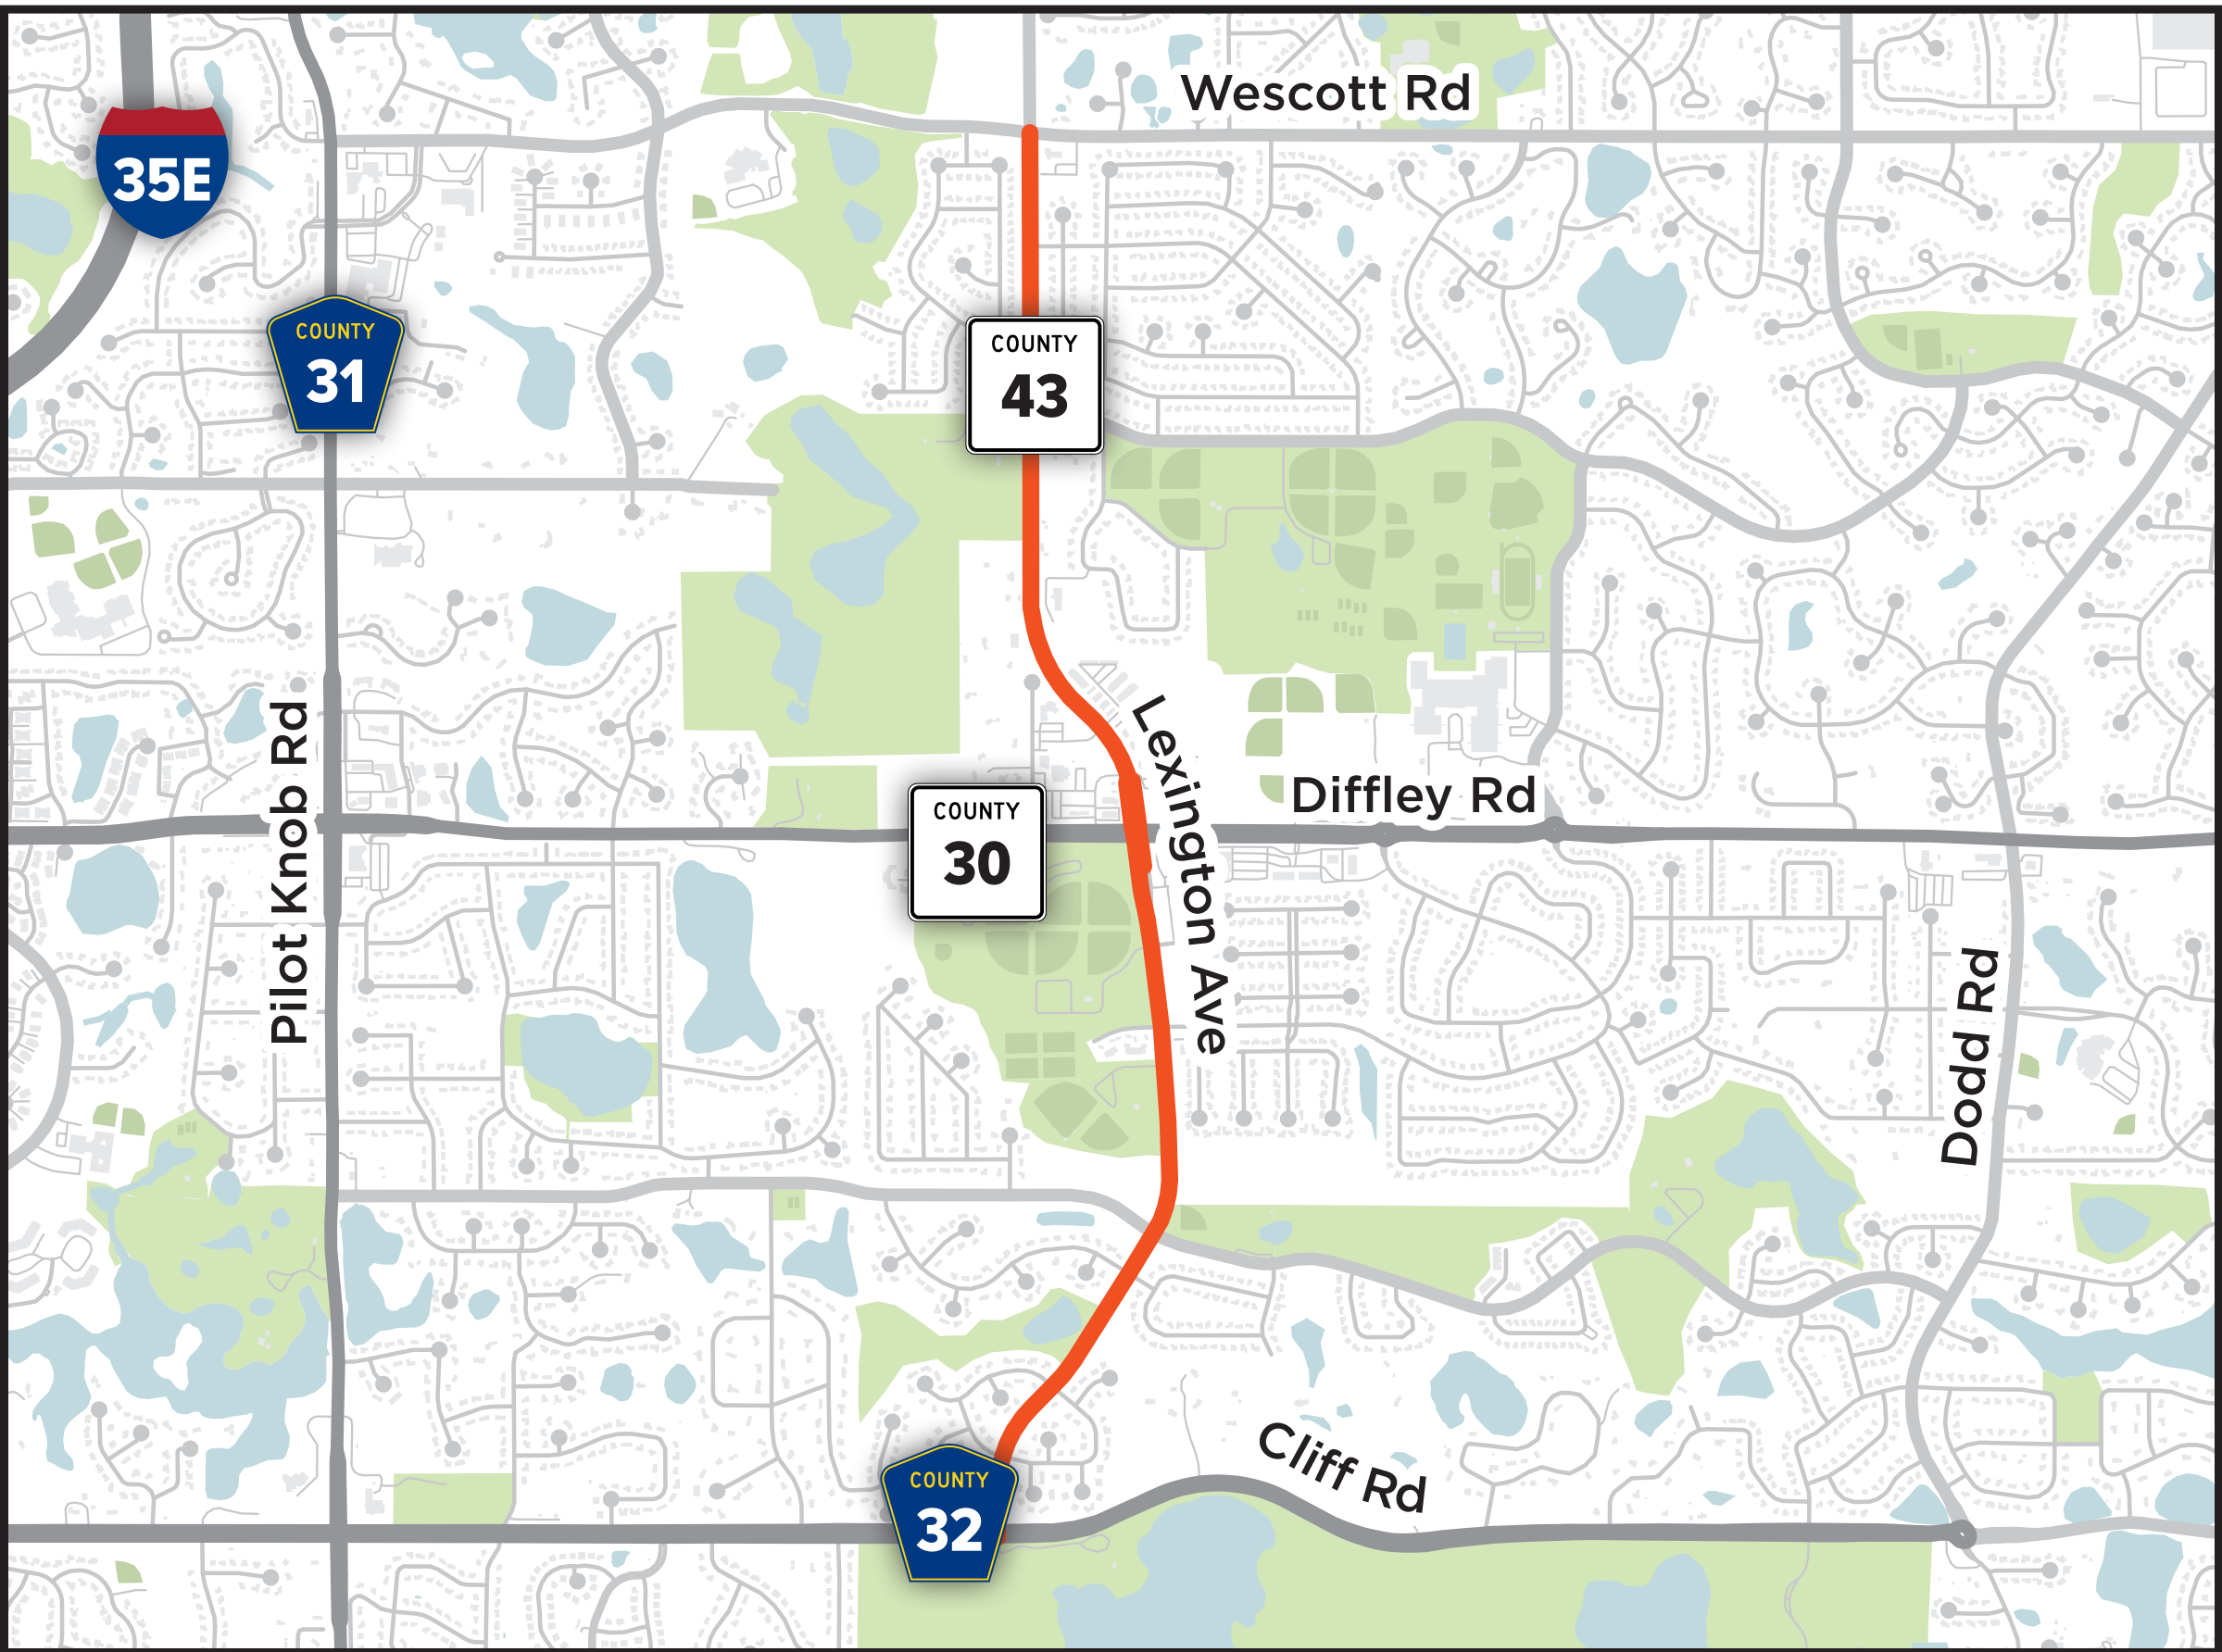 Wescott Rd
35E
COUNTY
31
COUNTY
43
Pilot Knob Rd
Lexington Ave
Diffley Rd
COUNTY
30
Dodd Rd
Cliff Rd
COUNTY
32